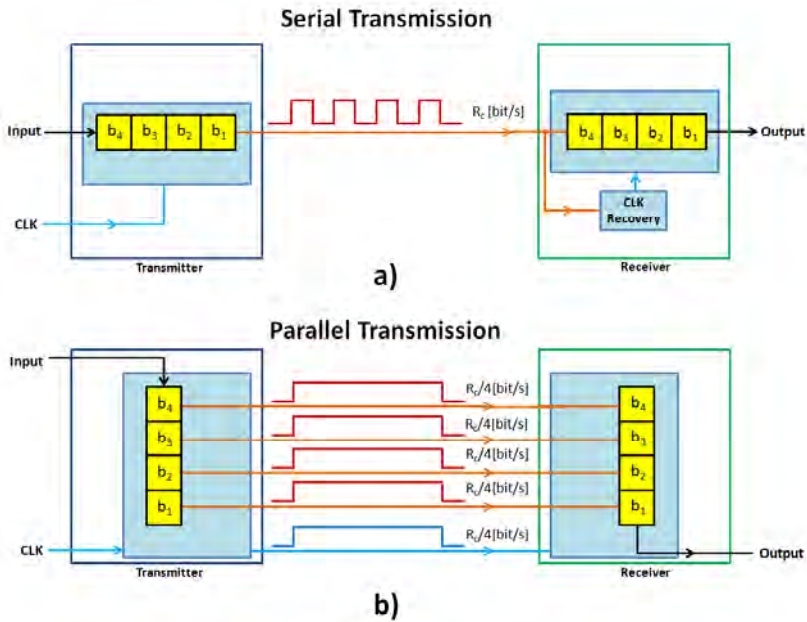 Serial Transmission
Input
b4 b3 b2 b1
Rc [bit/s]
b4 b3 b2 b1
Output
CLK
CLK
Recovery
Transmitter
Receiver
a)
Parallel Transmission
Input
Rc/4[bit/s]
b4
b4
Rc/4[bit/s]
b3
b3
Rc/4[bit/s]
b2
b2
Rc/4[bit/s]
b1
b1
Rc/4[bit/s]
CLK
Output
Transmitter
Receiver
b)